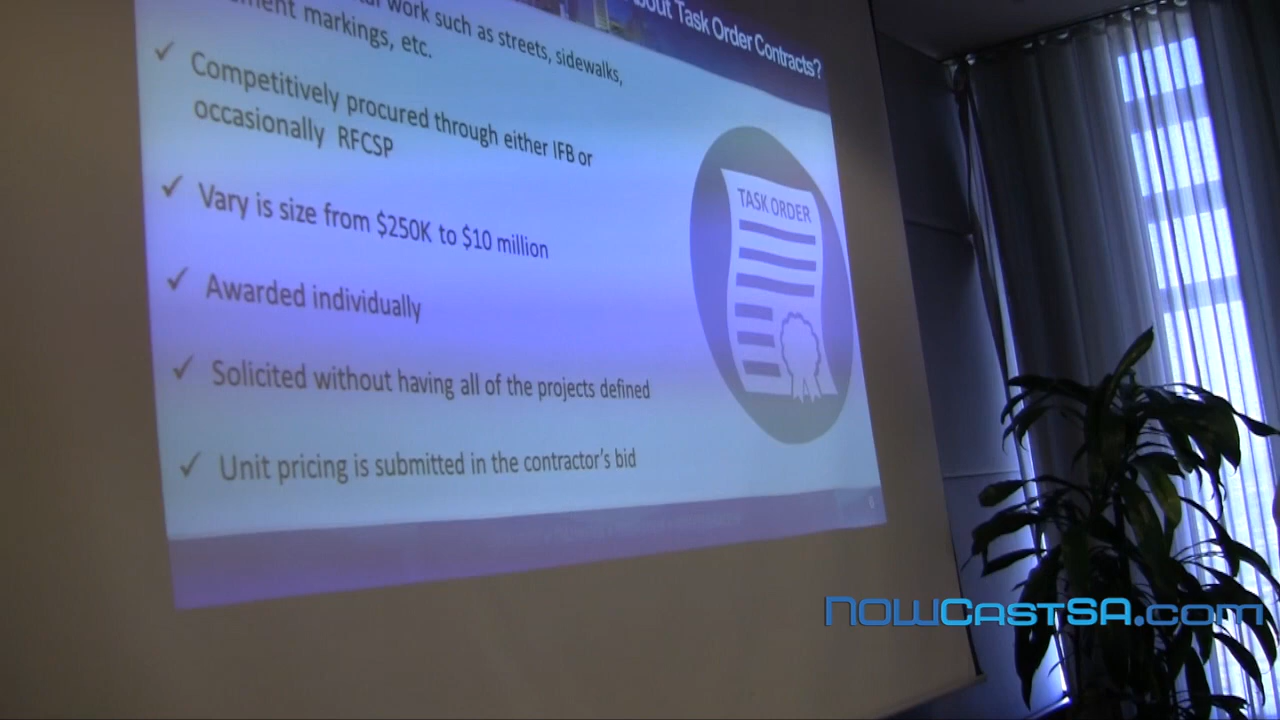 about Task Order Contracts?
work such as streets, sidewalks,
markings, etc.
✓ Competitively procured through either IFB or
occasionally RFCSP
✓ Vary is size from $250K to $10 million
✓ Awarded individually
✓ Solicited without having all of the projects defined
✓ Unit pricing is submitted in the contractor's bid
TASK ORDER
NOWCASTSA.com